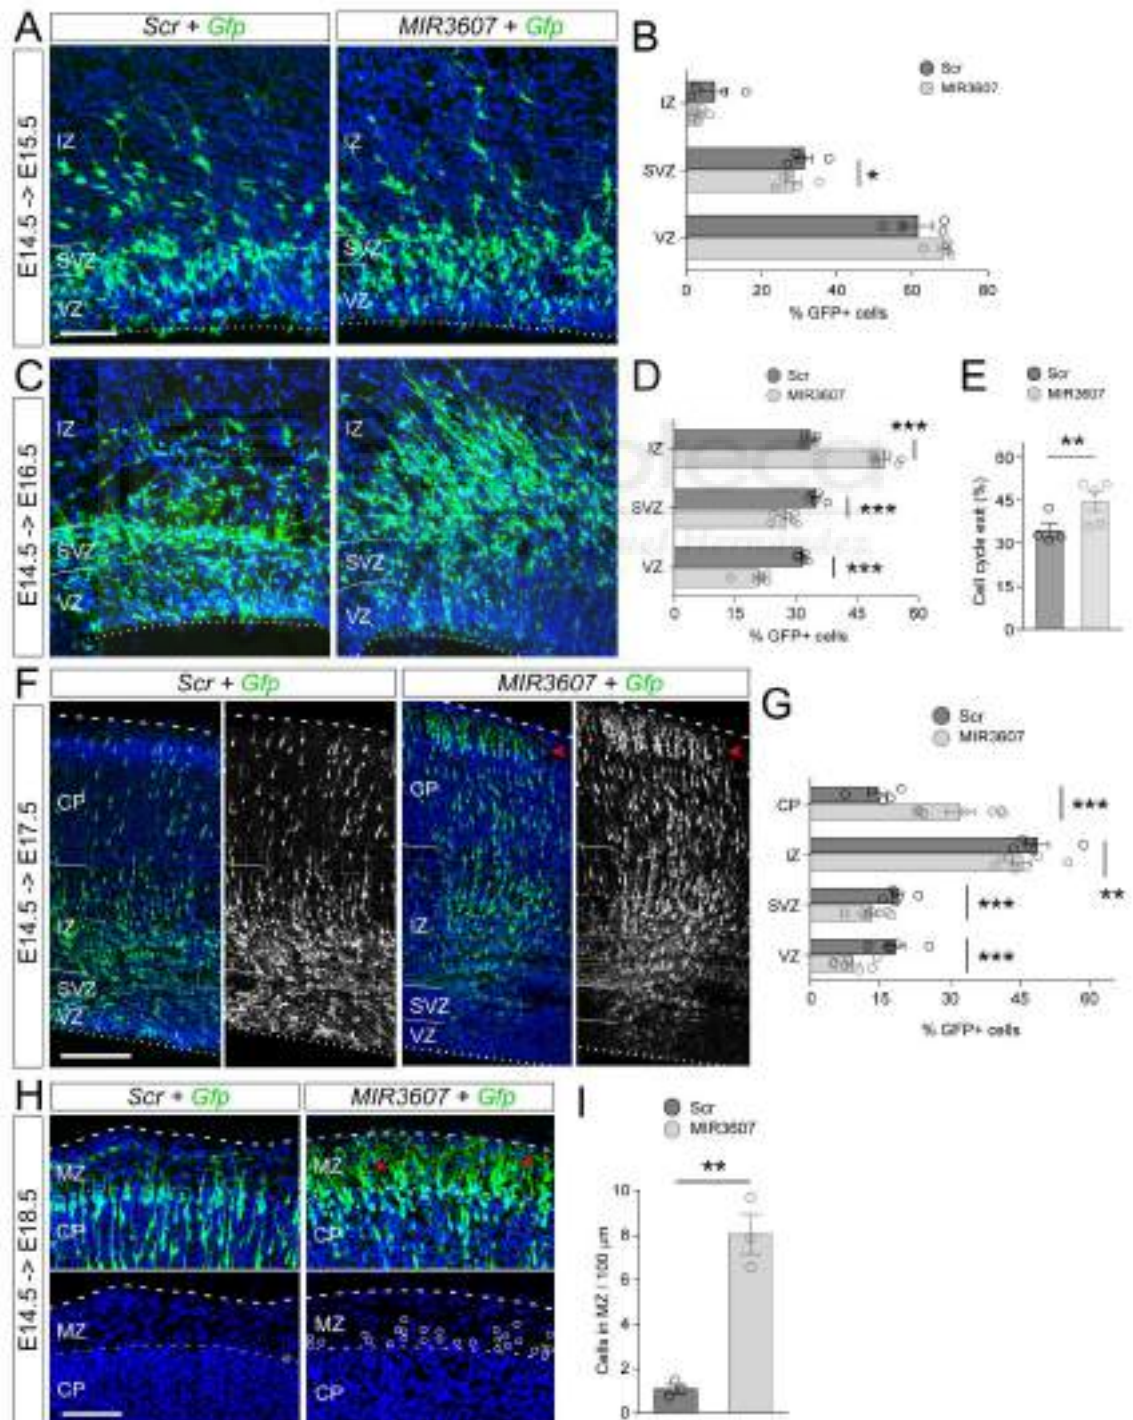 A
Scr + Gfp
MIR3607 + Gfp
E14.5 -> E15.5
IZ
SVZ
VZ
IZ
SVZ
VZ
B
Scr
MIR3607
IZ
SVZ
*
VZ
0 20 40 60 80
% GFP+ cells
C
E14.5 -> E16.5
IZ
SVZ
VZ
IZ
SVZ
VZ
D
Scr
MIR3607
IZ
***
SVZ
***
VZ
***
0 15 30 45 60
% GFP+ cells
E
Scr
MIR3607
**
60
45
30
15
0
Cell cycle exit (%)
F
Scr + Gfp
MIR3607 + Gfp
E14.5 -> E17.5
CP
IZ
SVZ
VZ
CP
IZ
SVZ
VZ
G
Scr
MIR3607
CP
***
IZ
**
SVZ
***
VZ
***
0 15 30 45 60
% GFP+ cells
H
Scr + Gfp
MIR3607 + Gfp
E14.5 -> E18.5
MZ
CP
MZ
CP
MZ
CP
MZ
CP
I
Scr
MIR3607
**
10
8
6
4
2
0
Cells in MZ / 100 µm